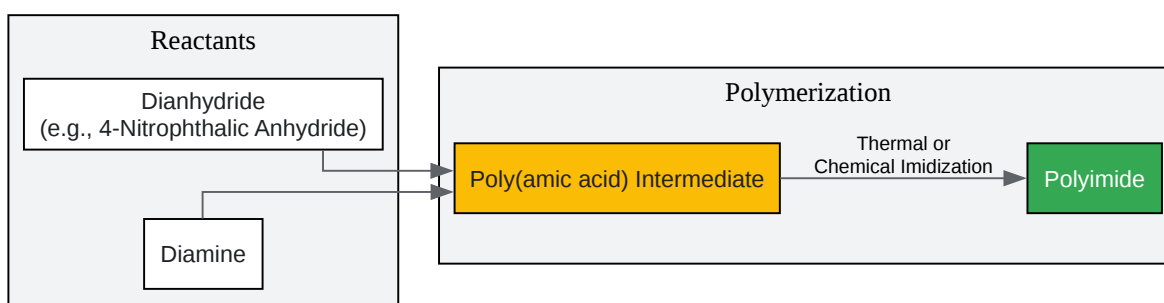 Reactants
Dianhydride
(e.g., 4-Nitrophthalic Anhydride)
Diamine
Polymerization
Poly(amic acid) Intermediate
Thermal or
Chemical Imidization
Polyimide